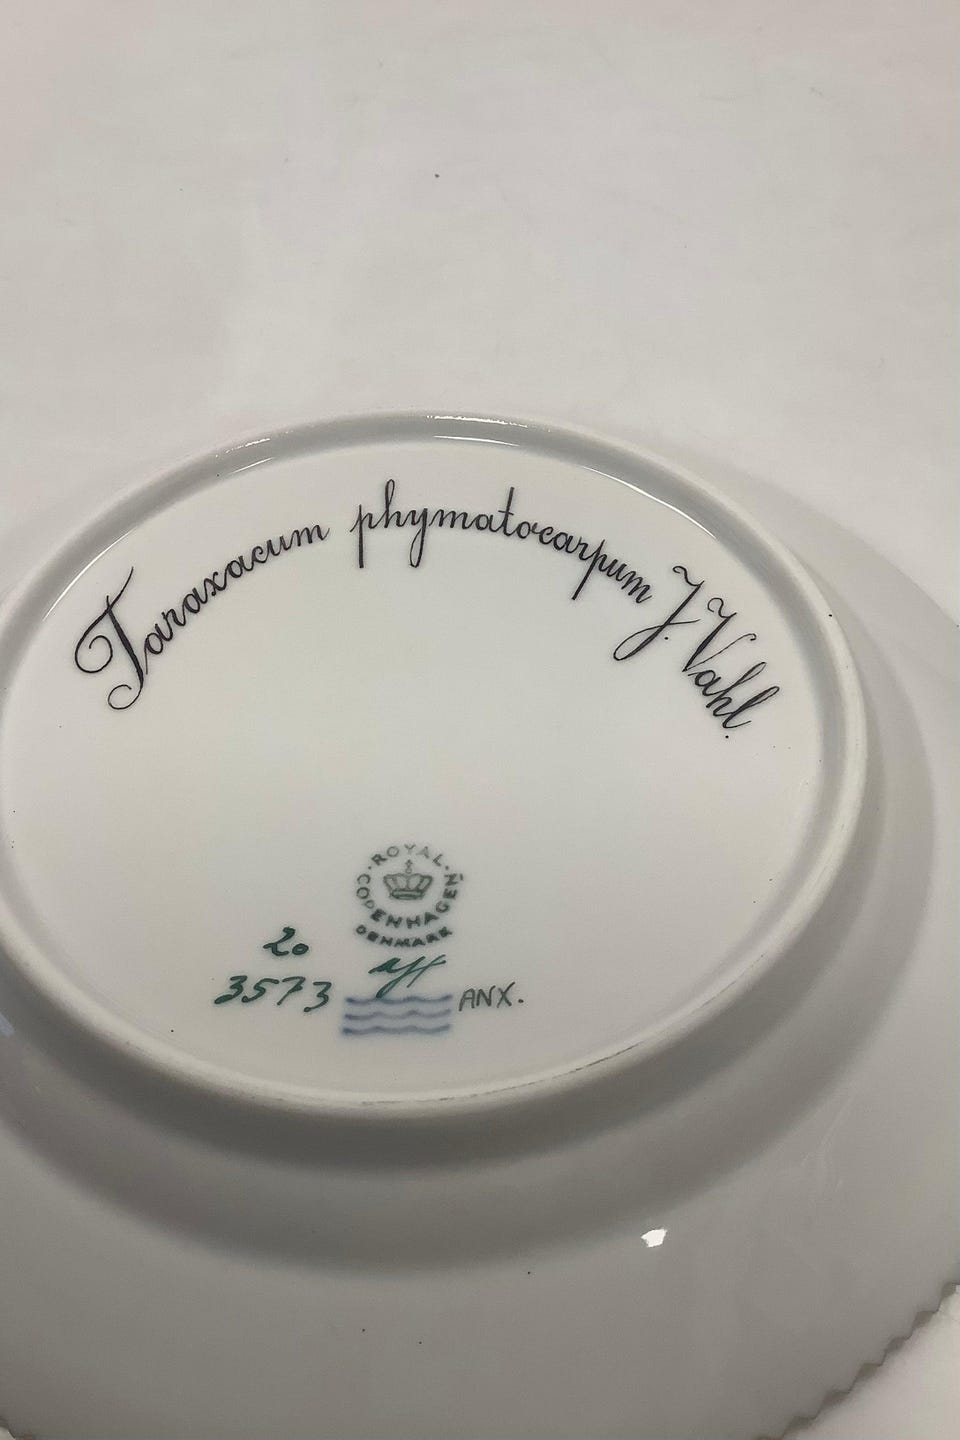 Taraxacum phymatocarpum J. Vahl.
ROYAL
COPENHAGEN
DENMARK
20
3573
ANX.